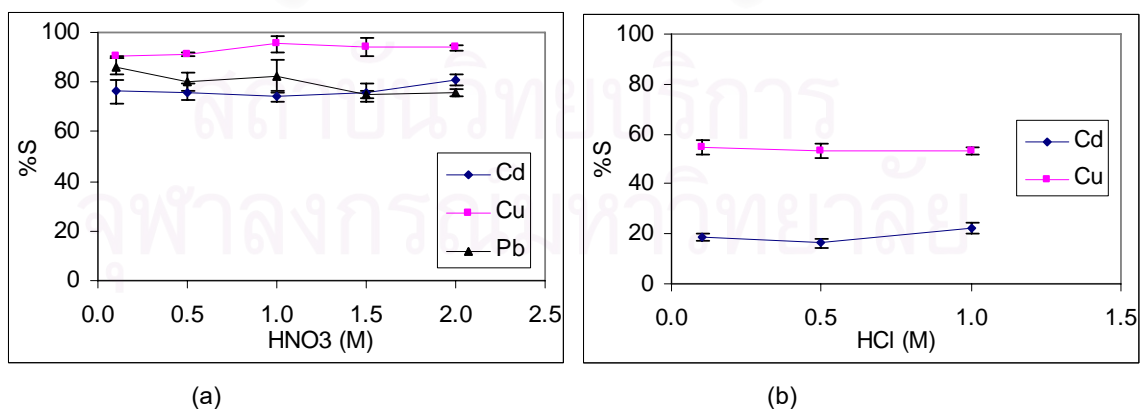 100
80
60
40
20
0
%S
0.0 0.5 1.0 1.5 2.0 2.5
HNO3 (M)
Cd
Cu
Pb
(a)
100
80
60
40
20
0
%S
0.0 0.5 1.0 1.5
HCl (M)
Cd
Cu
(b)
สถาบันวิทยบริการ
จุฬาลงกรณ์มหาวิทยาลัย